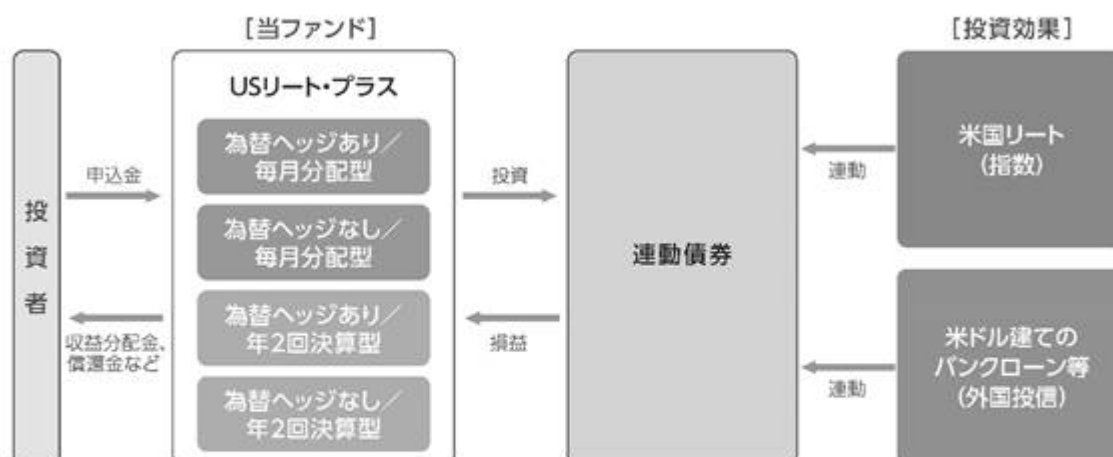 [当ファンド]
[投資効果]
投資者
申込金
収益分配金、
償還金など
USリート・プラス
為替ヘッジあり／
毎月分配型
為替ヘッジなし／
毎月分配型
為替ヘッジあり／
年2回決算型
為替ヘッジなし／
年2回決算型
投資
損益
連動債券
連動
連動
米国リート
(指数)
米ドル建ての
バンクローン等
(外国投信)